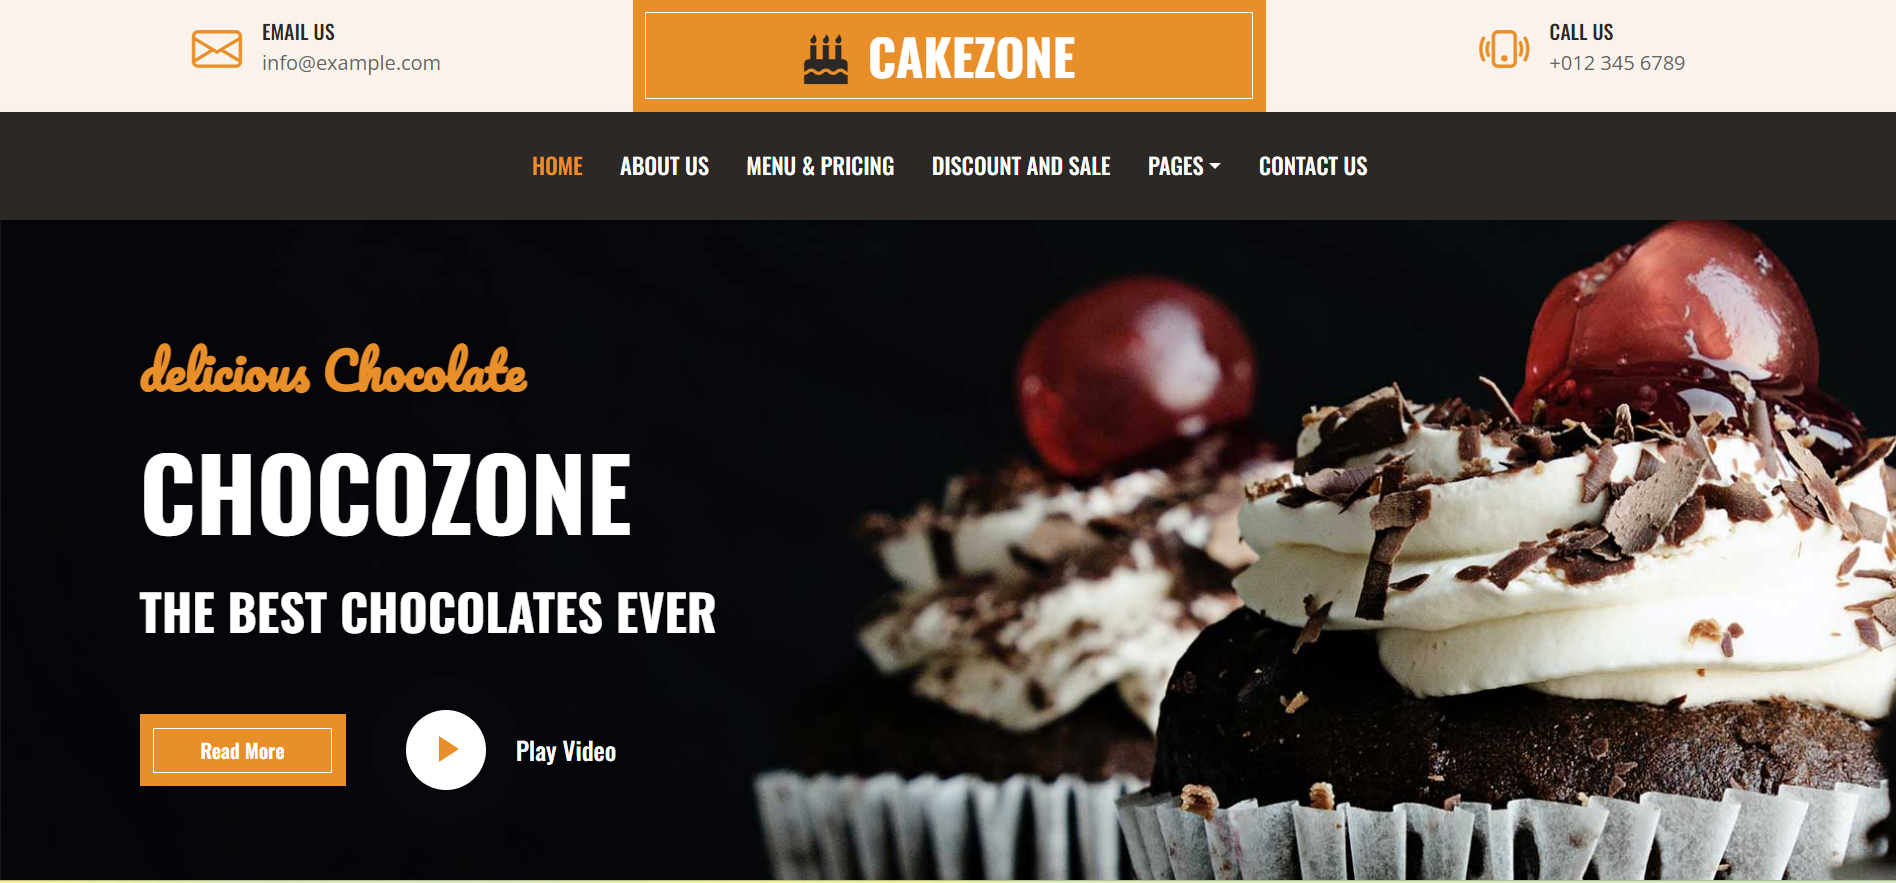 EMAIL US
info@example.com
CAKEZONE
CALL US
+012 345 6789
HOME ABOUT US MENU & PRICING DISCOUNT AND SALE PAGES CONTACT US
delicious Chocolate
CHOCOZONE
THE BEST CHOCOLATES EVER
Read More
Play Video